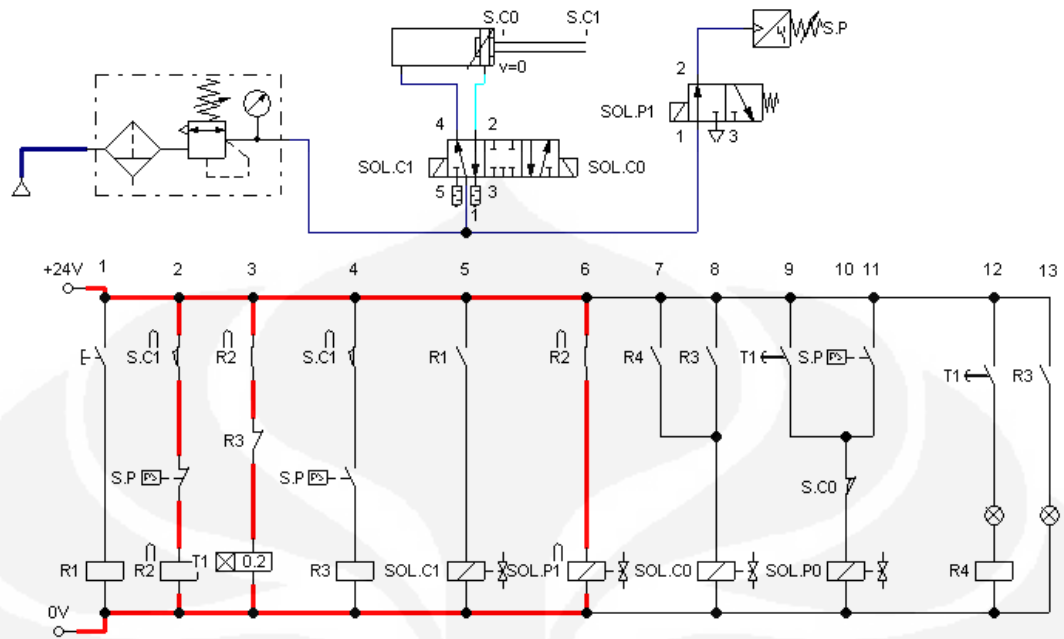 S.C0 S.C1
S.P
v=0
2
SOL.P1
1 3
4 2
SOL.C1 SOL.C0
5 3
1
+24V 1 2 3 4 5 6 7 8 9 10 11 12 13
S.C1 R2 S.C1 R1 R2 R4 R3 T1 S.P T1 R3
R3
S.P S.P S.C0
R1 R2 T1 0.2 R3 SOL.C1 SOL.P1 SOL.C0 SOL.P0 R4
0V